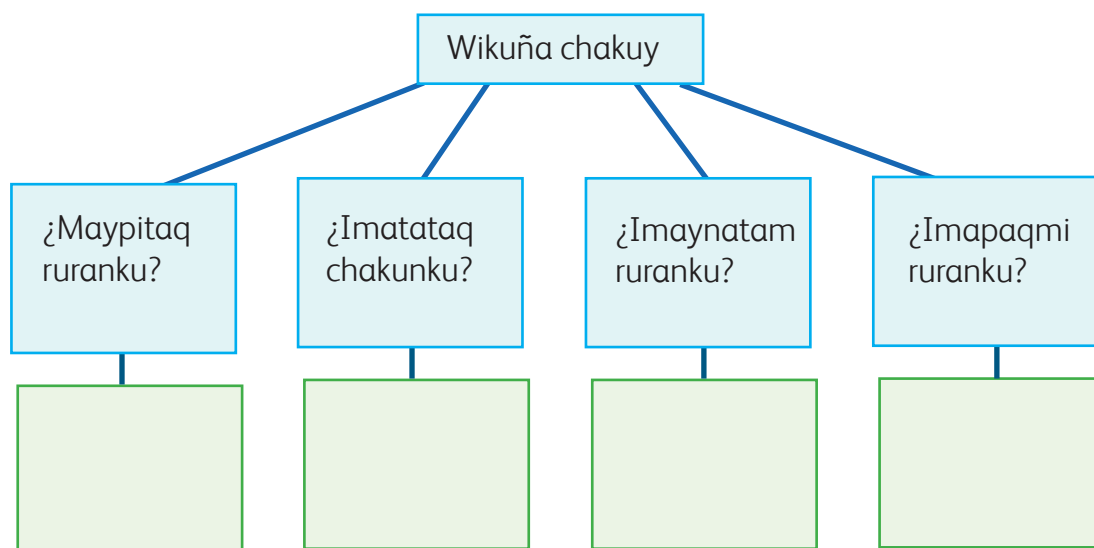 Wikuña chakuy
¿Maypitaq
ruranku?
¿Imatataq
chakunku?
¿Imaynatam
ruranku?
¿Imapaqmi
ruranku?